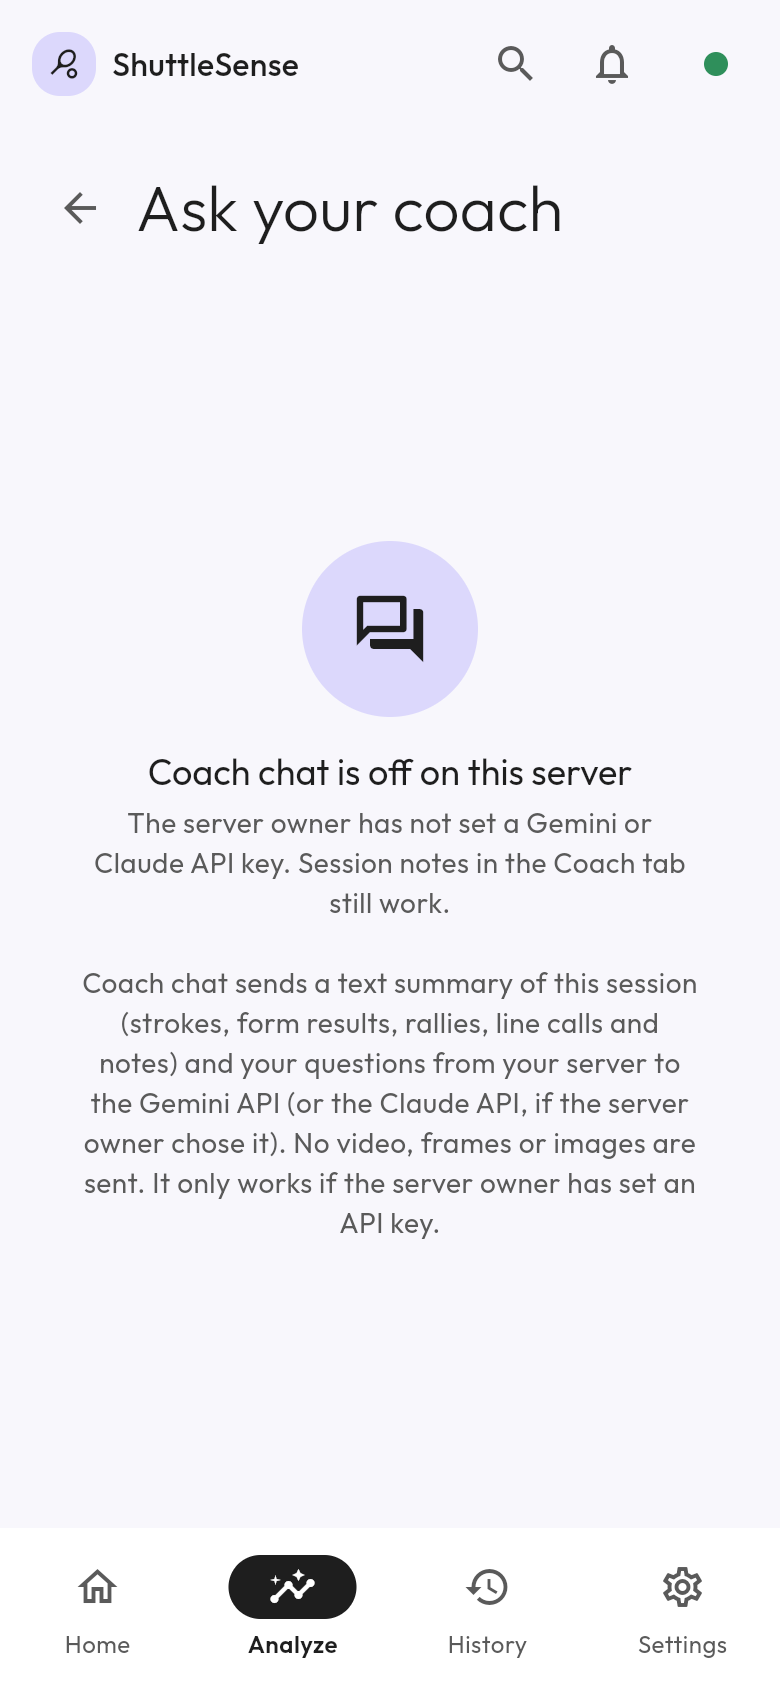 ShuttleSense
Ask your coach
Coach chat is off on this server
The server owner has not set a Gemini or
Claude API key. Session notes in the Coach tab
still work.
Coach chat sends a text summary of this session
(strokes, form results, rallies, line calls and
notes) and your questions from your server to
the Gemini API (or the Claude API, if the server
owner chose it). No video, frames or images are
sent. It only works if the server owner has set an
API key.
Home
Analyze
History
Settings